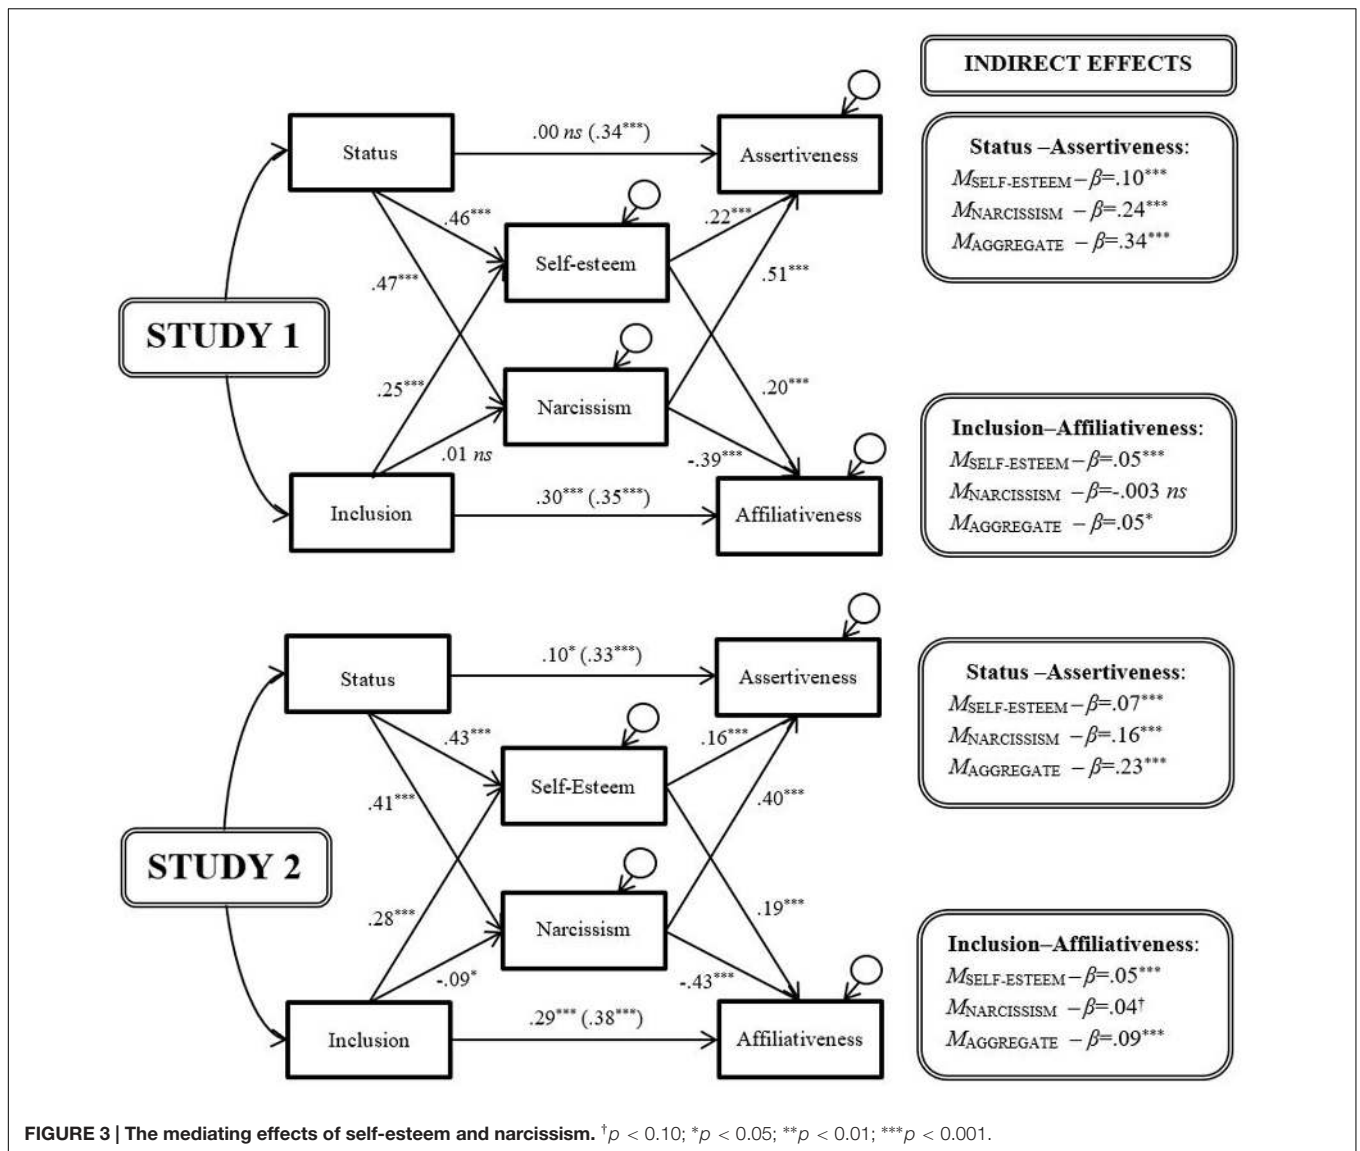 INDIRECT EFFECTS
.00 ns (.34***)
Status
Assertiveness
Status –Assertiveness:
MSELF-ESTEEM – β=.10***
MNARCISSISM – β=.24***
MAGGREGATE – β=.34***
.46***
.22***
Self-esteem
.47***
.51***
STUDY 1
.25***
Narcissism
.20***
.01 ns
-.39***
Inclusion
.30*** (.35***)
Affiliativeness
Inclusion–Affiliativeness:
MSELF-ESTEEM – β=.05***
MNARCISSISM – β=-.003 ns
MAGGREGATE – β=.05*
.10* (.33***)
Status
Assertiveness
Status –Assertiveness:
MSELF-ESTEEM – β=.07***
MNARCISSISM – β=.16***
MAGGREGATE – β=.23***
.43***
.16***
Self-Esteem
.41***
.40***
STUDY 2
.28***
Narcissism
.19***
-.09*
-.43***
Inclusion
.29*** (.38***)
Affiliativeness
Inclusion–Affiliativeness:
MSELF-ESTEEM – β=.05***
MNARCISSISM – β=.04†
MAGGREGATE – β=.09***
FIGURE 3 | The mediating effects of self-esteem and narcissism. †p < 0.10; *p < 0.05; **p < 0.01; ***p < 0.001.